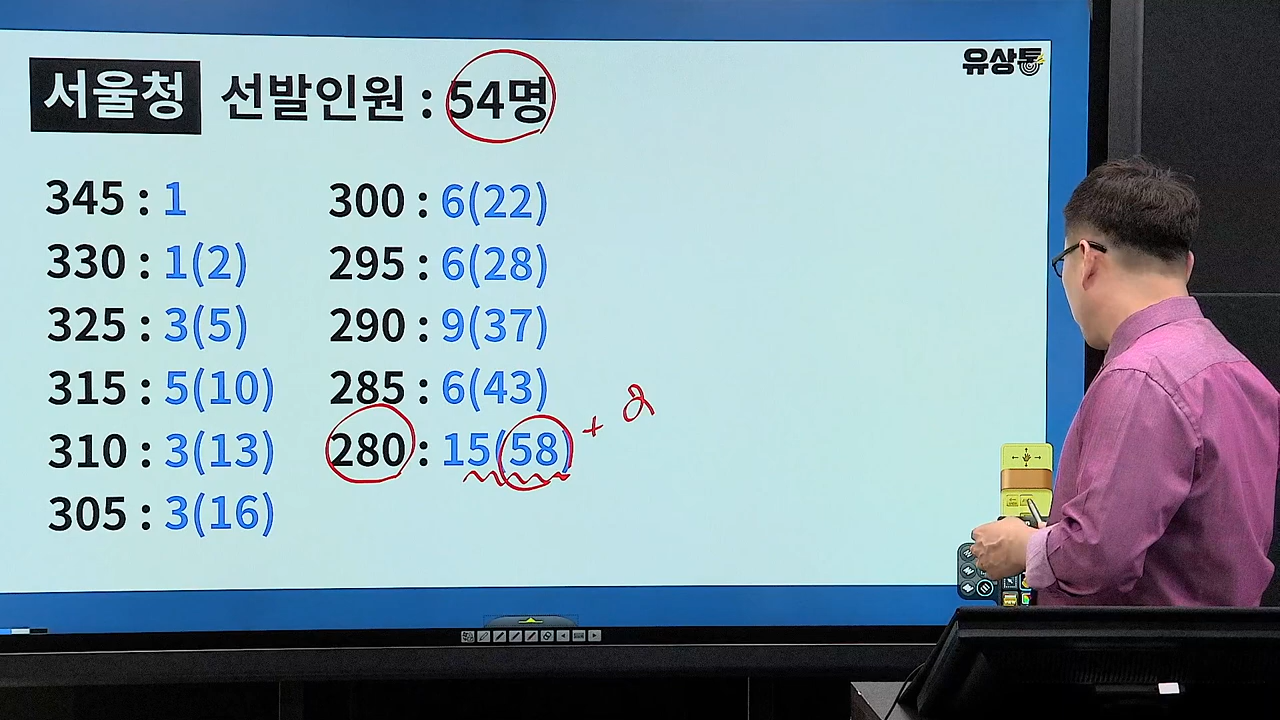 서울청 선발인원 : 54명
유상통
345 : 1
330 : 1(2)
325 : 3(5)
315 : 5(10)
310 : 3(13)
305 : 3(16)
300 : 6(22)
295 : 6(28)
290 : 9(37)
285 : 6(43)
280 : 15(58) + 2